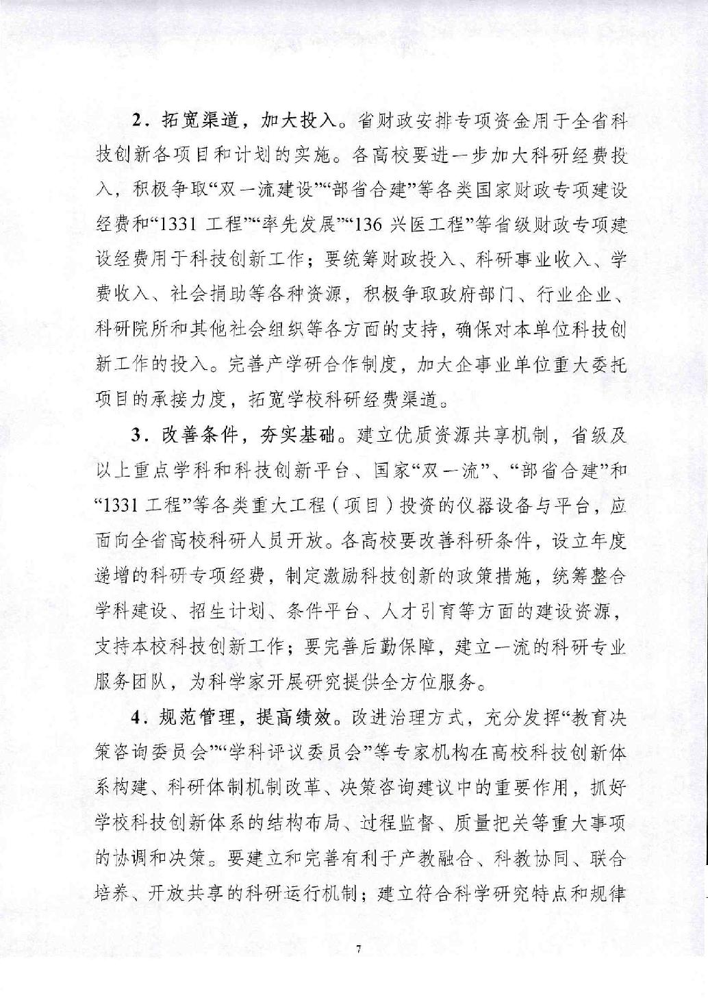 2．拓宽渠道，加大投入。省财政安排专项资金用于全省科
技创新各项目和计划的实施。各高校要进一步加大科研经费投
入，积极争取“双一流建设”“部省合建”等各类国家财政专项建设
经费和“1331 工程”“率先发展”“136 兴医工程”等省级财政专项建
设经费用于科技创新工作；要统筹财政投入、科研事业收入、学
费收入、社会捐助等各种资源，积极争取政府部门、行业企业、
科研院所和其他社会组织等各方面的支持，确保对本单位科技创
新工作的投入。完善产学研合作制度，加大企事业单位重大委托
项目的承接力度，拓宽学校科研经费渠道。
3．改善条件，夯实基础。建立优质资源共享机制，省级及
以上重点学科和科技创新平台、国家“双一流”、“部省合建”和
“1331 工程”等各类重大工程（项目）投资的仪器设备与平台，应
面向全省高校科研人员开放。各高校要改善科研条件，设立年度
递增的科研专项经费，制定激励科技创新的政策措施，统筹整合
学科建设、招生计划、条件平台、人才引育等方面的建设资源，
支持本校科技创新工作；要完善后勤保障，建立一流的科研专业
服务团队，为科学家开展研究提供全方位服务。
4．规范管理，提高绩效。改进治理方式，充分发挥“教育决
策咨询委员会”“学科评议委员会”等专家机构在高校科技创新体
系构建、科研体制机制改革、决策咨询建议中的重要作用，抓好
学校科技创新体系的结构布局、过程监督、质量把关等重大事项
的协调和决策。要建立和完善有利于产教融合、科教协同、联合
培养、开放共享的科研运行机制；建立符合科学研究特点和规律
7